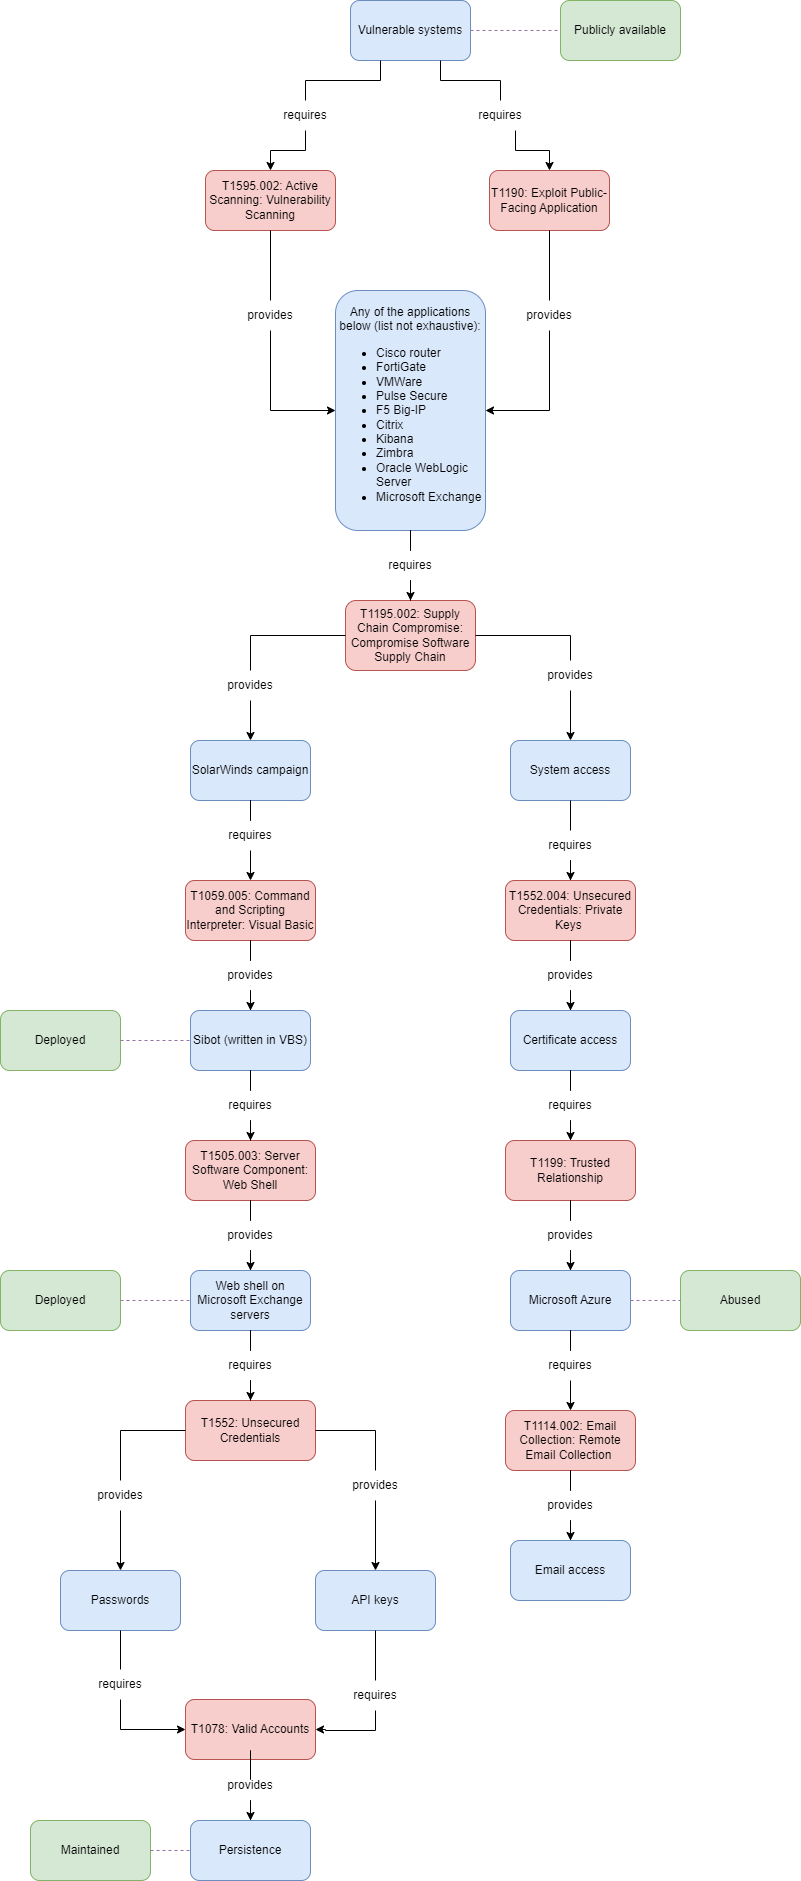 Vulnerable systems
Publicly available
requires
requires
T1595.002: Active
Scanning: Vulnerability
Scanning
T1190: Exploit Public-
Facing Application
provides
provides
Any of the applications
below (list not exhaustive):
Cisco router
FortiGate
VMWare
Pulse Secure
F5 Big-IP
Citrix
Kibana
Zimbra
Oracle WebLogic
Server
Microsoft Exchange
requires
T1195.002: Supply
Chain Compromise:
Compromise Software
Supply Chain
provides
provides
SolarWinds campaign
System access
requires
requires
T1059.005: Command
and Scripting
Interpreter: Visual Basic
T1552.004: Unsecured
Credentials: Private
Keys
provides
provides
Deployed
Sibot (written in VBS)
Certificate access
requires
requires
T1505.003: Server
Software Component:
Web Shell
T1199: Trusted
Relationship
provides
provides
Deployed
Web shell on
Microsoft Exchange
servers
Microsoft Azure
Abused
requires
requires
T1552: Unsecured
Credentials
T1114.002: Email
Collection: Remote
Email Collection
provides
provides
provides
Email access
Passwords
API keys
requires
requires
T1078: Valid Accounts
provides
Maintained
Persistence